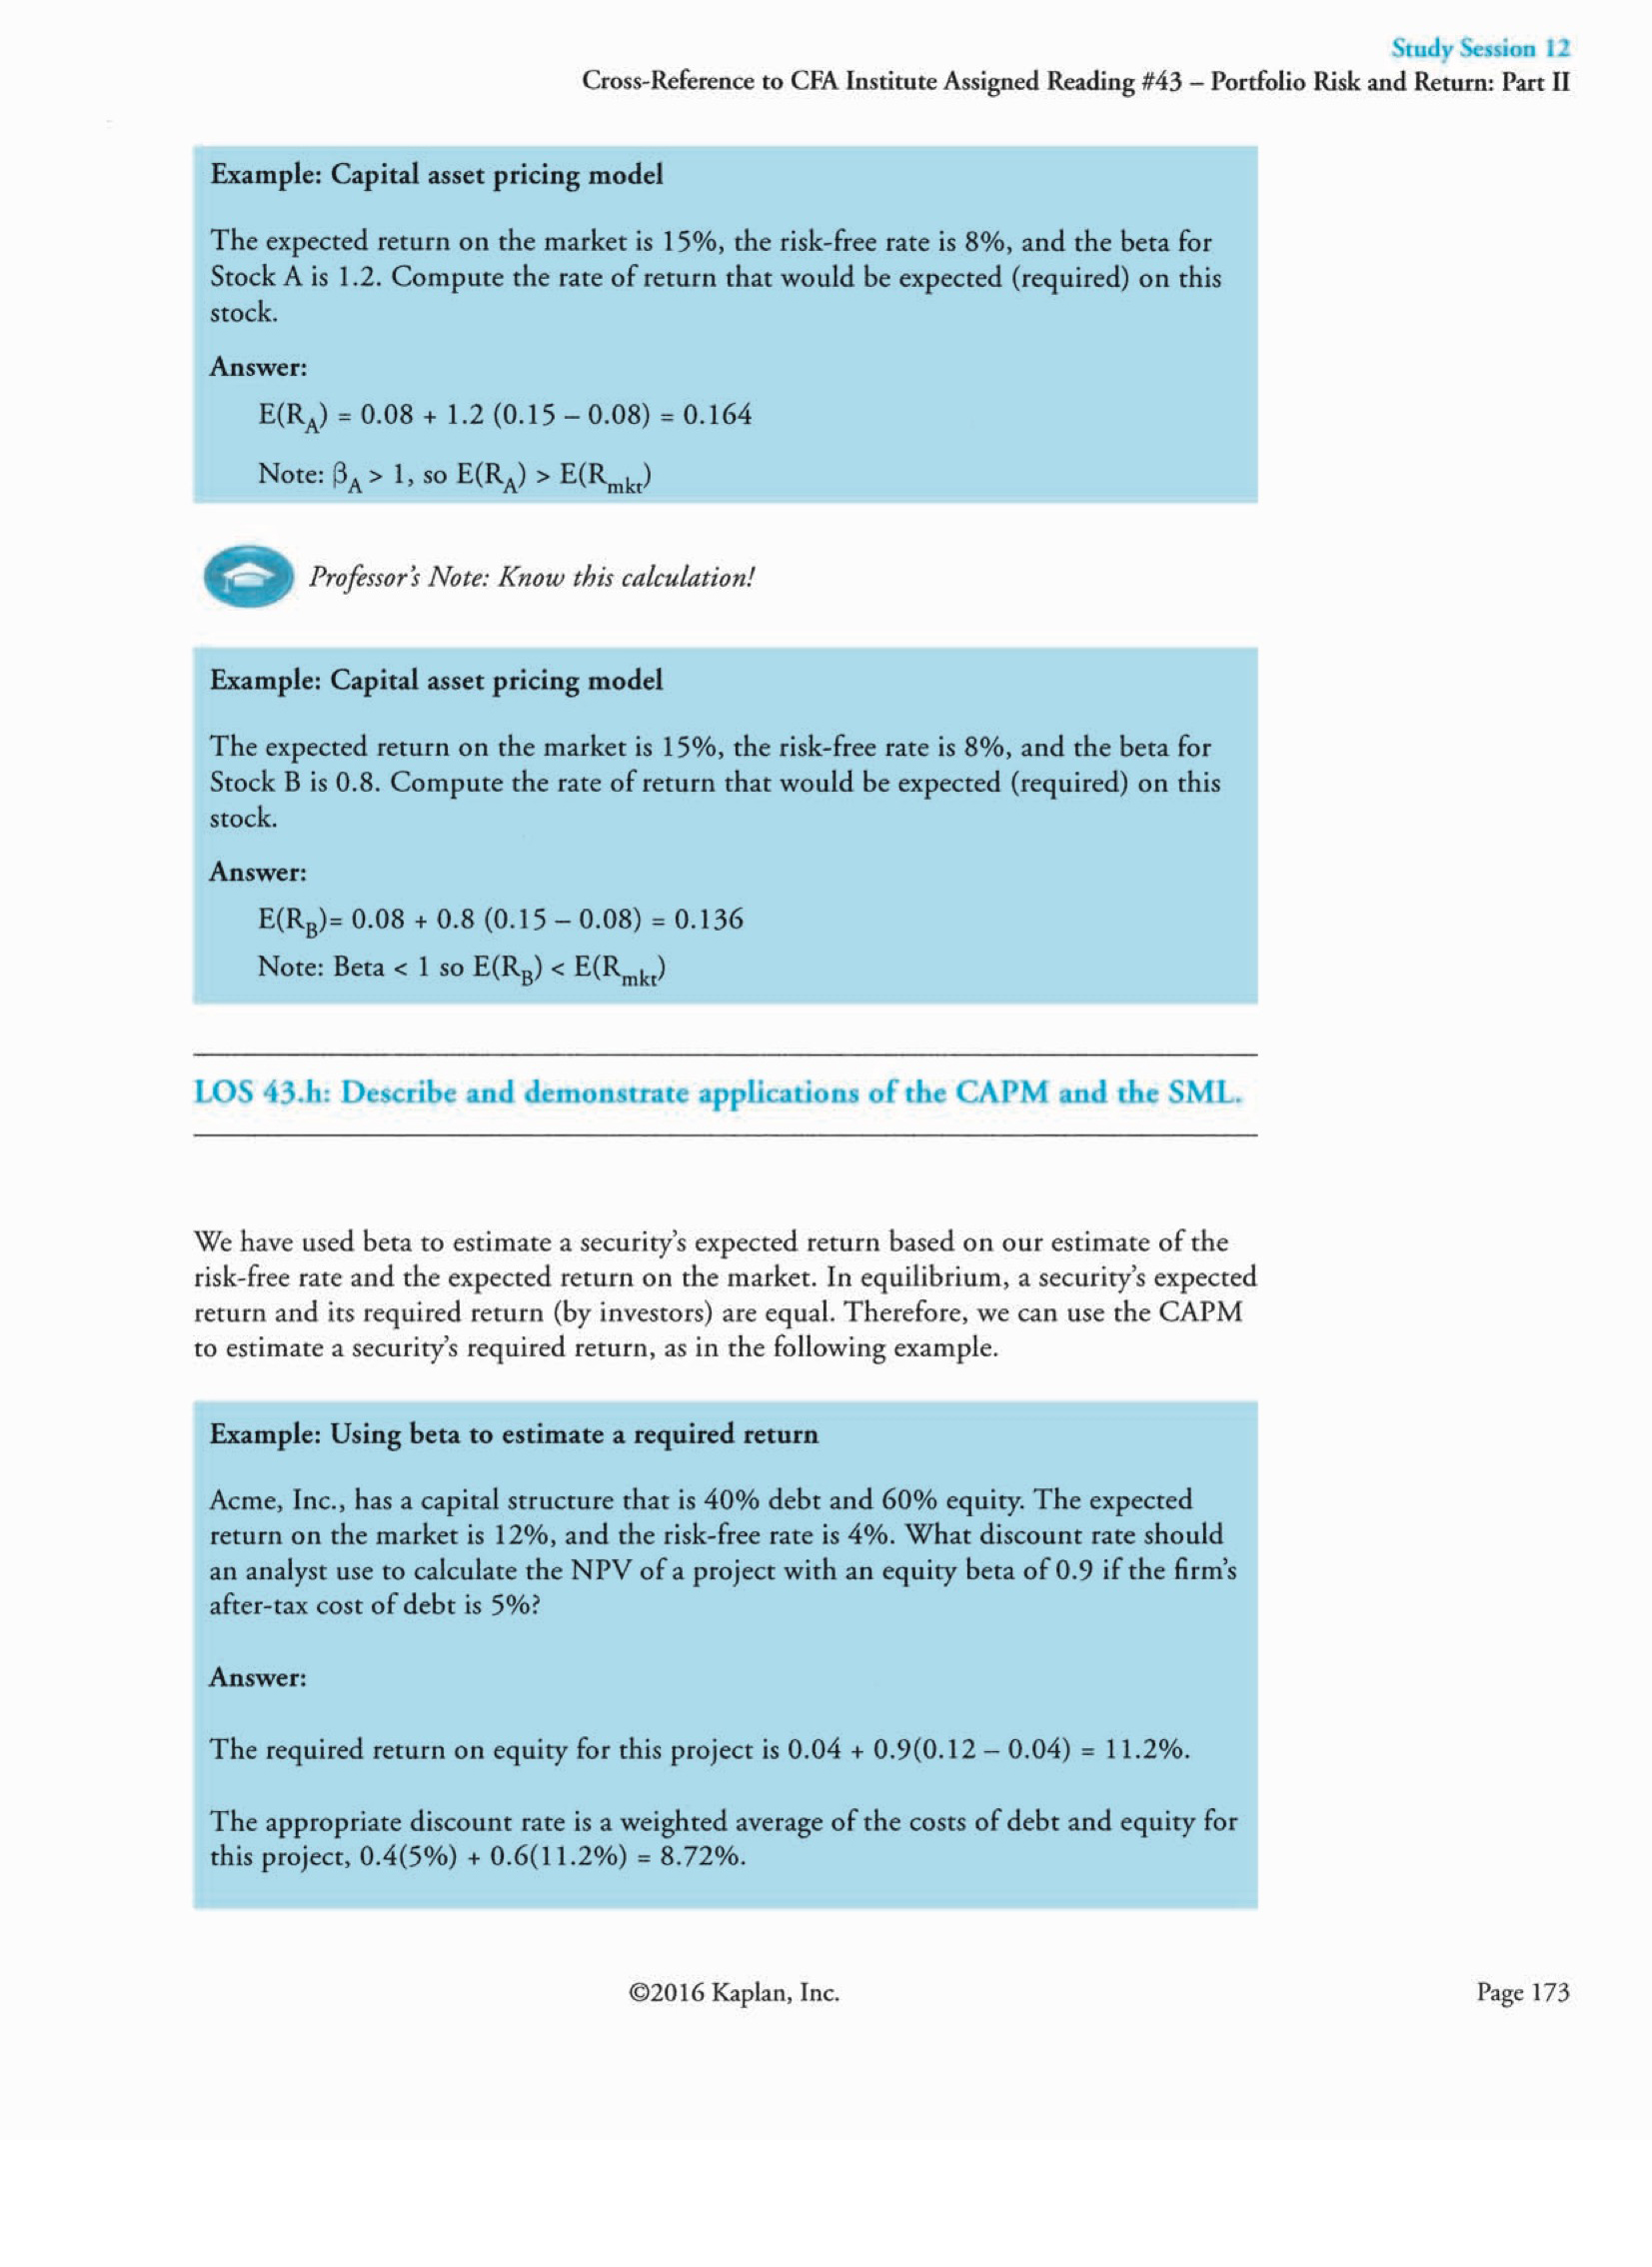 Study Session 12
Cross-Reference to CFA Institute Assigned Reading #43 – Portfolio Risk and Return: Part II
Example: Capital asset pricing model
The expected return on the market is 15%, the risk-free rate is 8%, and the beta for
Stock A is 1.2. Compute the rate of return that would be expected (required) on this
stock.
Answer:
E(R_A) = 0.08 + 1.2 (0.15 – 0.08) = 0.164
Note: β_A > 1, so E(R_A) > E(R_mkt)
Professor's Note: Know this calculation!
Example: Capital asset pricing model
The expected return on the market is 15%, the risk-free rate is 8%, and the beta for
Stock B is 0.8. Compute the rate of return that would be expected (required) on this
stock.
Answer:
E(R_B)= 0.08 + 0.8 (0.15 – 0.08) = 0.136
Note: Beta < 1 so E(R_B) < E(R_mkt)
LOS 43.h: Describe and demonstrate applications of the CAPM and the SML.
We have used beta to estimate a security's expected return based on our estimate of the
risk-free rate and the expected return on the market. In equilibrium, a security's expected
return and its required return (by investors) are equal. Therefore, we can use the CAPM
to estimate a security's required return, as in the following example.
Example: Using beta to estimate a required return
Acme, Inc., has a capital structure that is 40% debt and 60% equity. The expected
return on the market is 12%, and the risk-free rate is 4%. What discount rate should
an analyst use to calculate the NPV of a project with an equity beta of 0.9 if the firm's
after-tax cost of debt is 5%?
Answer:
The required return on equity for this project is 0.04 + 0.9(0.12 – 0.04) = 11.2%.
The appropriate discount rate is a weighted average of the costs of debt and equity for
this project, 0.4(5%) + 0.6(11.2%) = 8.72%.
©2016 Kaplan, Inc.
Page 173